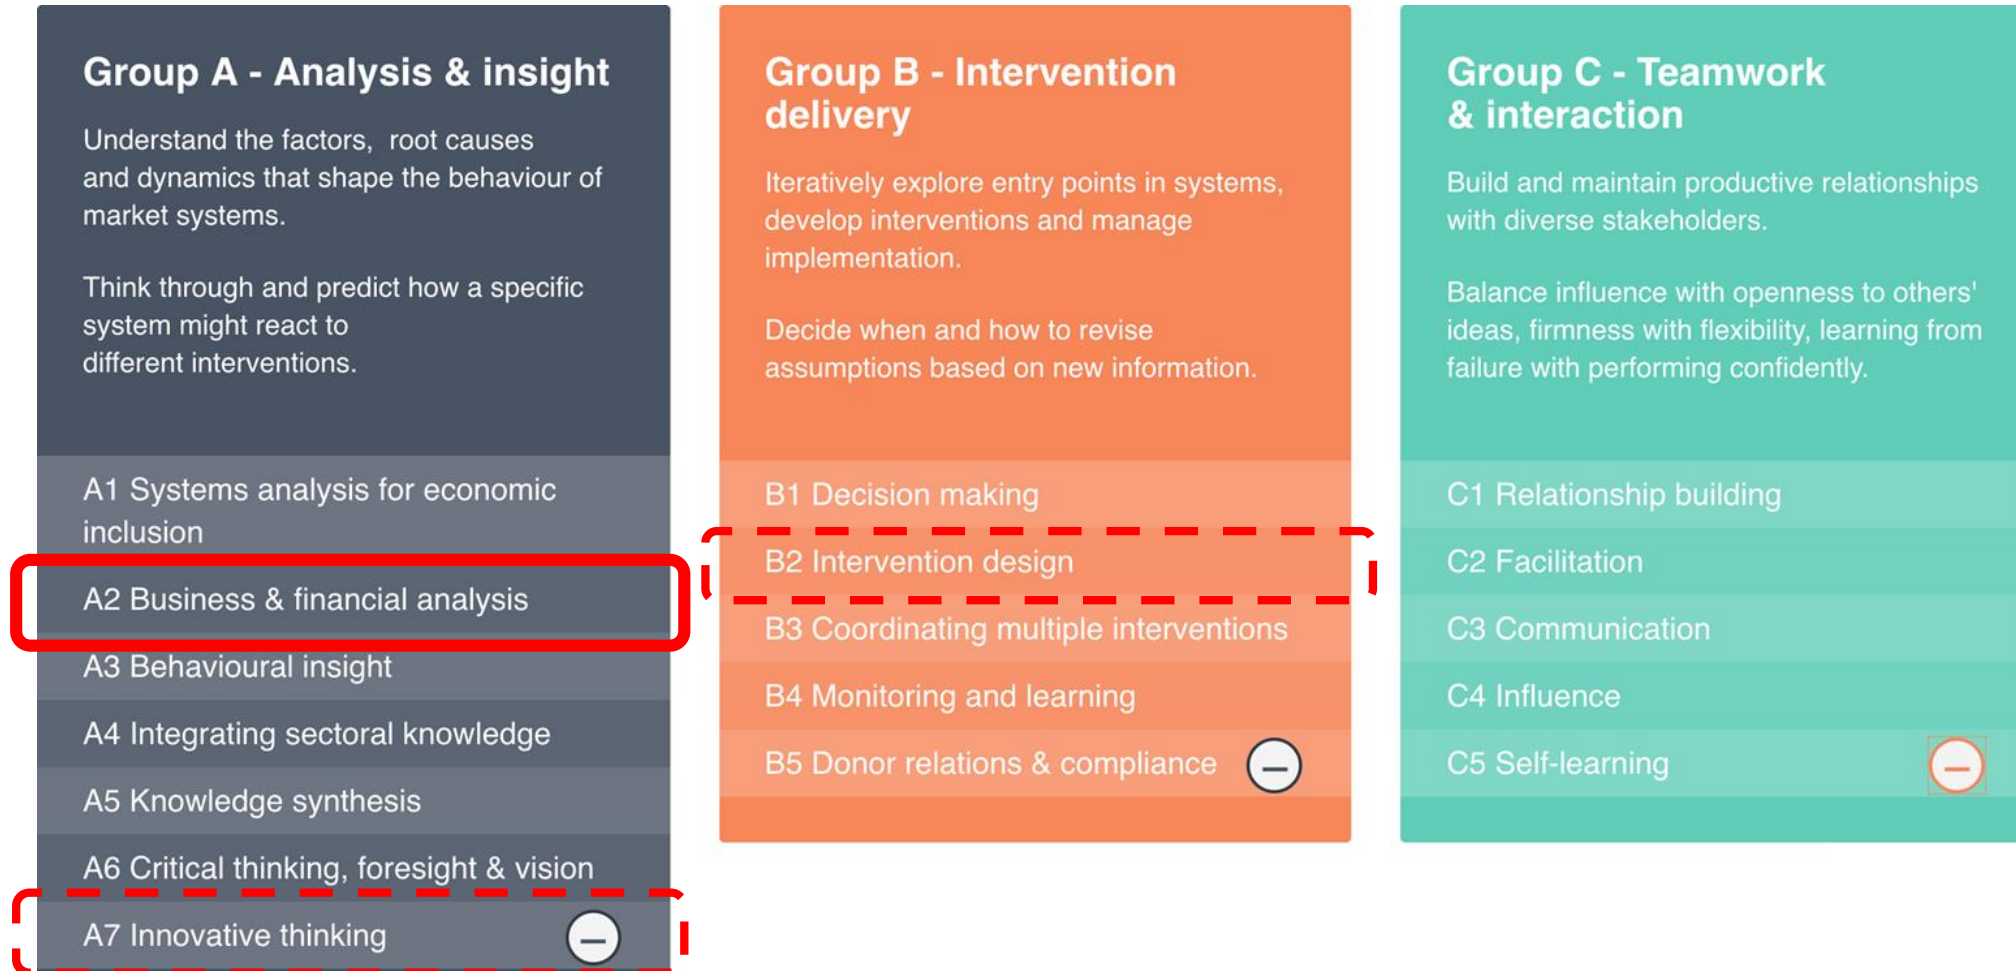 Group A - Analysis & insight
Understand the factors, root causes
and dynamics that shape the behaviour of
market systems.
Think through and predict how a specific
system might react to
different interventions.
A1 Systems analysis for economic
inclusion
A2 Business & financial analysis
A3 Behavioural insight
A4 Integrating sectoral knowledge
A5 Knowledge synthesis
A6 Critical thinking, foresight & vision
A7 Innovative thinking
Group B - Intervention
delivery
Iteratively explore entry points in systems,
develop interventions and manage
implementation.
Decide when and how to revise
assumptions based on new information.
B1 Decision making
B2 Intervention design
B3 Coordinating multiple interventions
B4 Monitoring and learning
B5 Donor relations & compliance
Group C - Teamwork
& interaction
Build and maintain productive relationships
with diverse stakeholders.
Balance influence with openness to others'
ideas, firmness with flexibility, learning from
failure with performing confidently.
C1 Relationship building
C2 Facilitation
C3 Communication
C4 Influence
C5 Self-learning